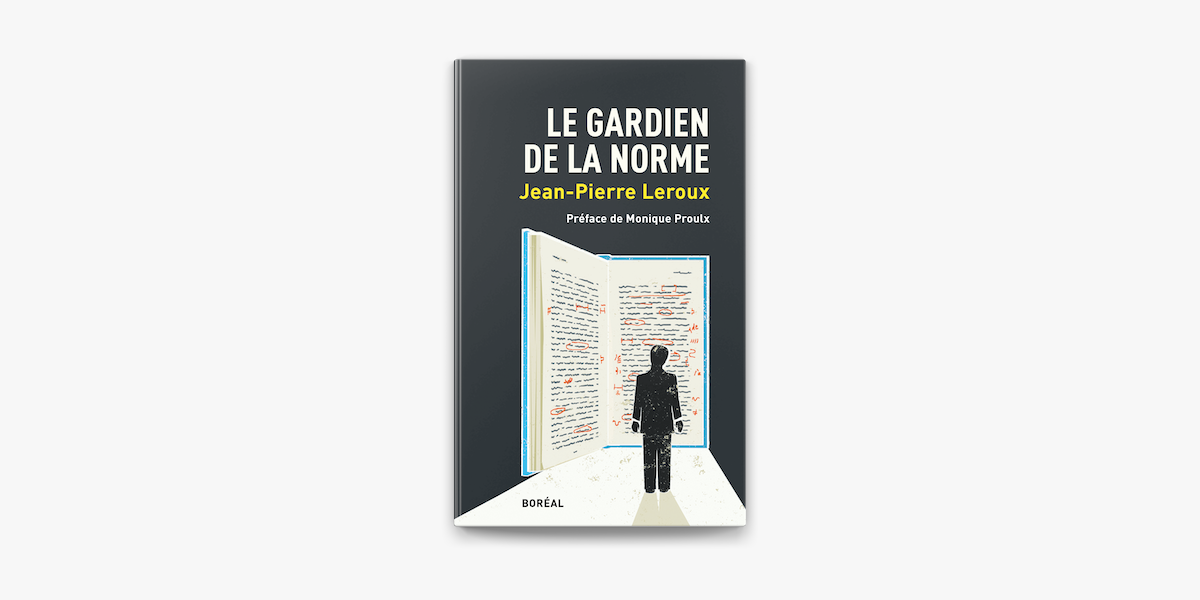 LE GARDIEN
DE LA NORME
Jean-Pierre Leroux
Préface de Monique Proulx
BORÉAL